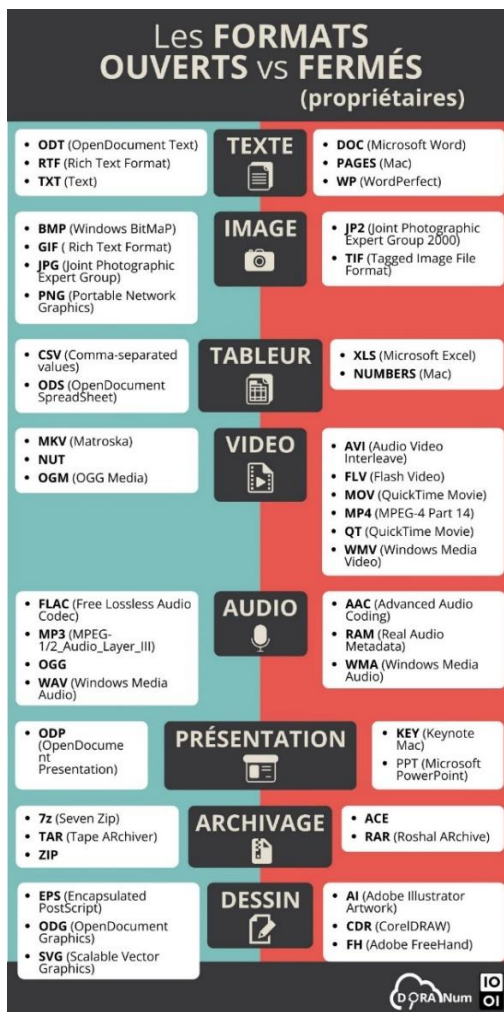 Les FORMATS
OUVERTS vs FERMÉS
(propriétaires)
TEXTE
• ODT (OpenDocument Text)
• RTF (Rich Text Format)
• TXT (Text)
• DOC (Microsoft Word)
• PAGES (Mac)
• WP (WordPerfect)
IMAGE
• BMP (Windows BitMaP)
• GIF ( Rich Text Format)
• JPG (Joint Photographic
Expert Group)
• PNG (Portable Network
Graphics)
• JP2 (Joint Photographic
Expert Group 2000)
• TIF (Tagged Image File
Format)
TABLEUR
• CSV (Comma-separated
values)
• ODS (OpenDocument
SpreadSheet)
• XLS (Microsoft Excel)
• NUMBERS (Mac)
VIDEO
• MKV (Matroska)
• NUT
• OGM (OGG Media)
• AVI (Audio Video
Interleave)
• FLV (Flash Video)
• MOV (QuickTime Movie)
• MP4 (MPEG-4 Part 14)
• QT (QuickTime Movie)
• WMV (Windows Media
Video)
AUDIO
• FLAC (Free Lossless Audio
Codec)
• MP3 (MPEG-
1/2_Audio_Layer_III)
• OGG
• WAV (Windows Media
Audio)
• AAC (Advanced Audio
Coding)
• RAM (Real Audio
Metadata)
• WMA (Windows Media
Audio)
PRÉSENTATION
• ODP
(OpenDocume
nt
Presentation)
• KEY (Keynote
Mac)
• PPT (Microsoft
PowerPoint)
ARCHIVAGE
• 7z (Seven Zip)
• TAR (Tape ARchiver)
• ZIP
• ACE
• RAR (Roshal ARchive)
DESSIN
• EPS (Encapsulated
PostScript)
• ODG (OpenDocument
Graphics)
• SVG (Scalable Vector
Graphics)
• AI (Adobe Illustrator
Artwork)
• CDR (CorelDRAW)
• FH (Adobe FreeHand)
DORANum
IO
OI